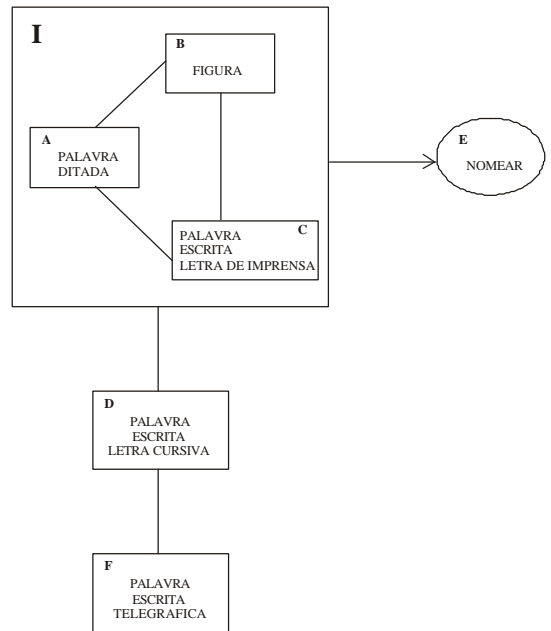 I
B
FIGURA
A
PALAVRA
DITADA
E
NOMEAR
C
PALAVRA
ESCRITA
LETRA DE IMPRENSA
D
PALAVRA
ESCRITA
LETRA CURSIVA
F
PALAVRA
ESCRITA
TELEGRAFICA